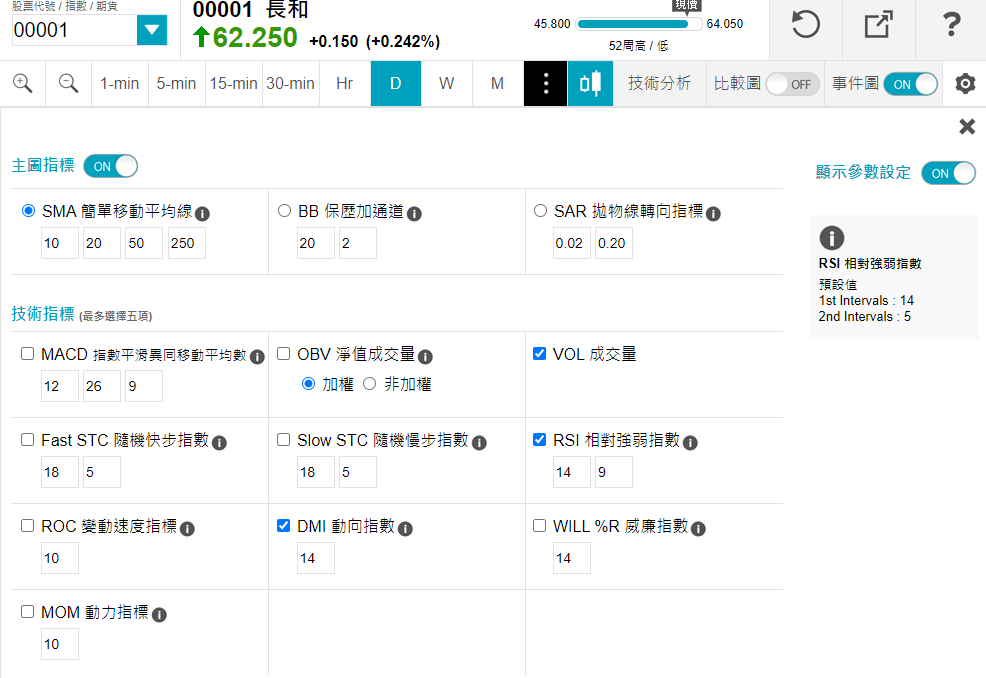 股票代號 / 指數 / 期貨
00001
00001 長和
62.250 +0.150 (+0.242%)
現價
45.800 64.050
52周高 / 低
?
1-min 5-min 15-min 30-min Hr D W M 技術分析 比較圖 OFF 事件圖 ON
主圖指標 ON
顯示參數設定 ON
SMA 簡單移動平均線 BB 保歷加通道 SAR 拋物線轉向指標
10 20 50 250 20 2 0.02 0.20
RSI 相對強弱指數
預設值
1st Intervals : 14
2nd Intervals : 5
技術指標 (最多選擇五項)
MACD 指數平滑異同移動平均數 OBV 淨值成交量 VOL 成交量
12 26 9 加權 非加權
Fast STC 隨機快步指數 Slow STC 隨機慢步指數 RSI 相對強弱指數
18 5 18 5 14 9
ROC 變動速度指標 DMI 動向指數 WILL %R 威廉指數
10 14 14
MOM 動力指標
10